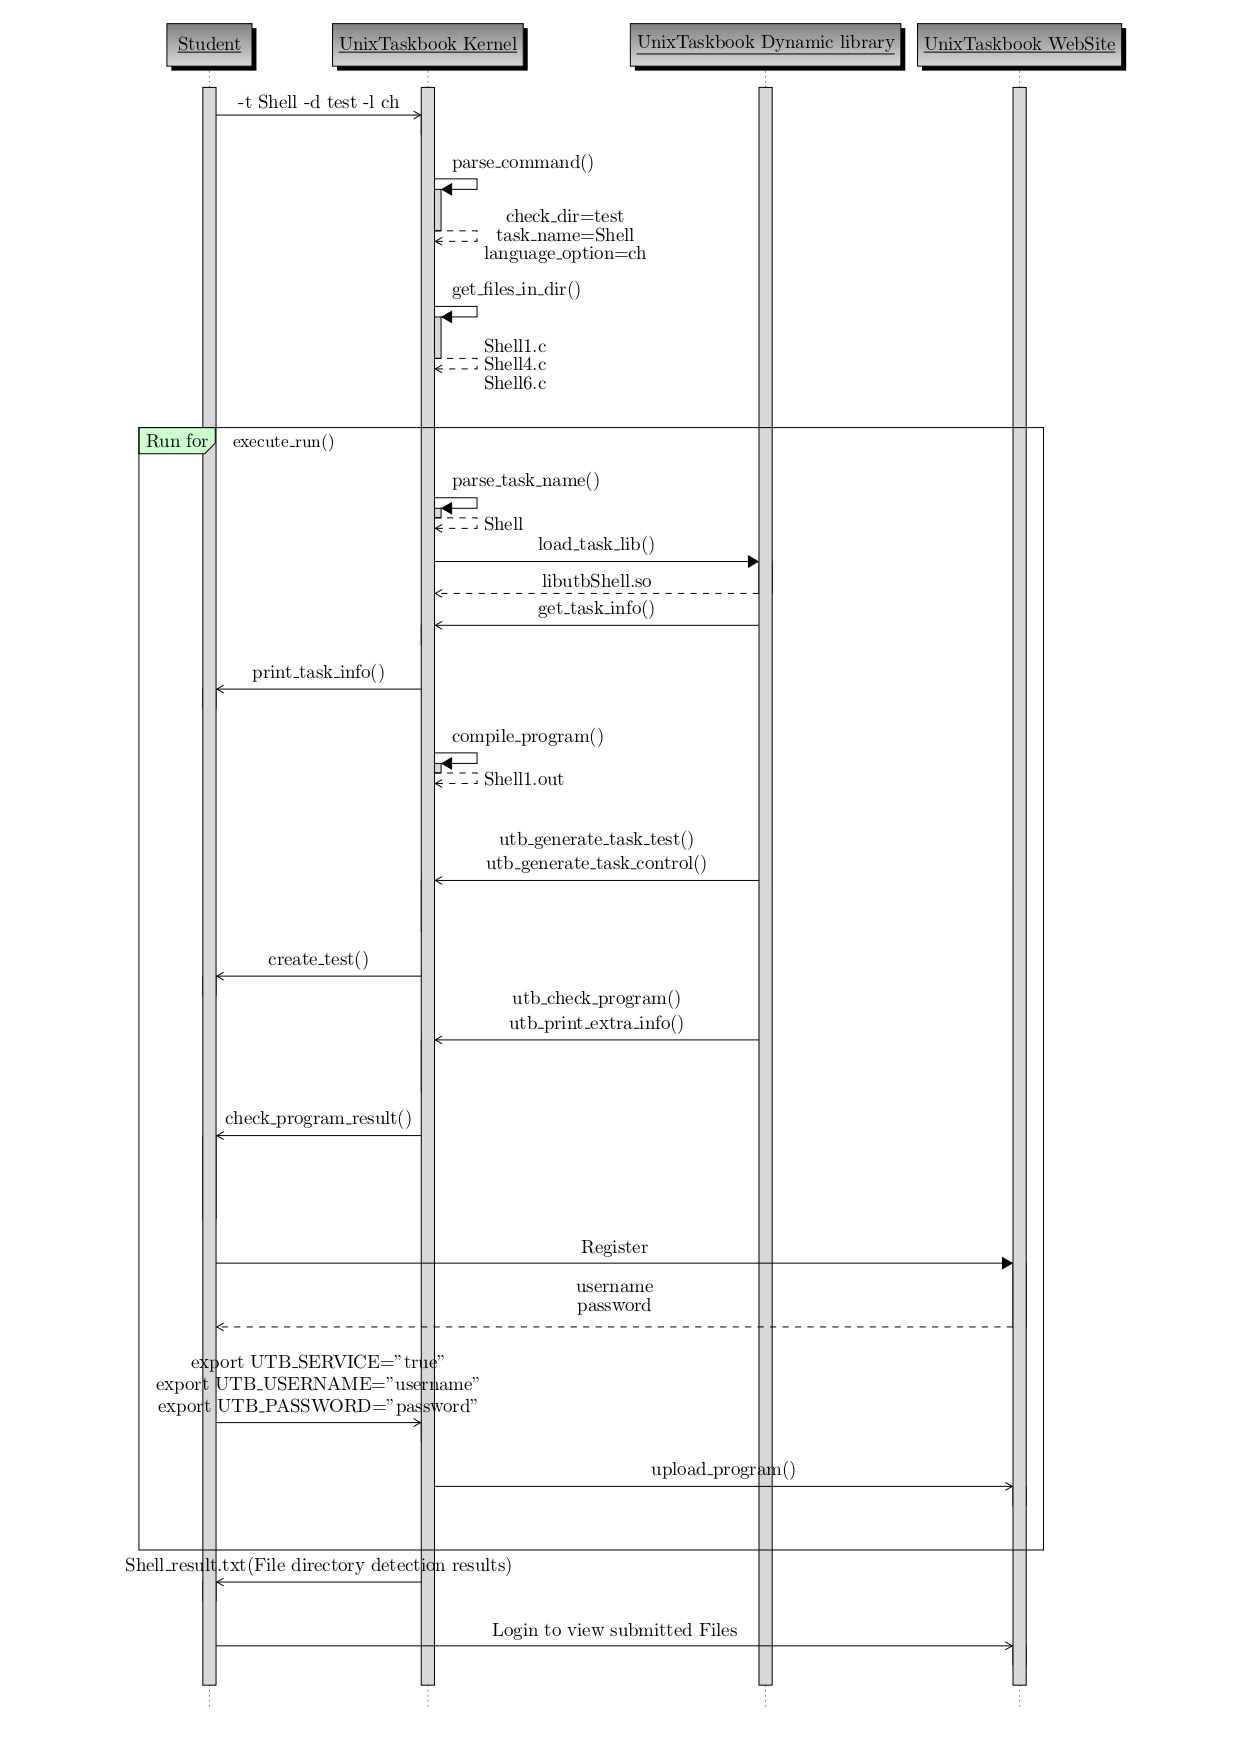 Student
UnixTaskbook Kernel
UnixTaskbook Dynamic library
UnixTaskbook WebSite
-t Shell -d test -l ch
parse_command()
check_dir=test
task_name=Shell
language_option=ch
get_files_in_dir()
Shell1.c
Shell4.c
Shell6.c
Run for
execute_run()
parse_task_name()
Shell
load_task_lib()
libutbShell.so
get_task_info()
print_task_info()
compile_program()
Shell1.out
utb_generate_task_test()
utb_generate_task_control()
create_test()
utb_check_program()
utb_print_extra_info()
check_program_result()
Register
username
password
export UTB_SERVICE=”true”
export UTB_USERNAME=”username”
export UTB_PASSWORD=”password”
upload_program()
Shell_result.txt(File directory detection results)
Login to view submitted Files